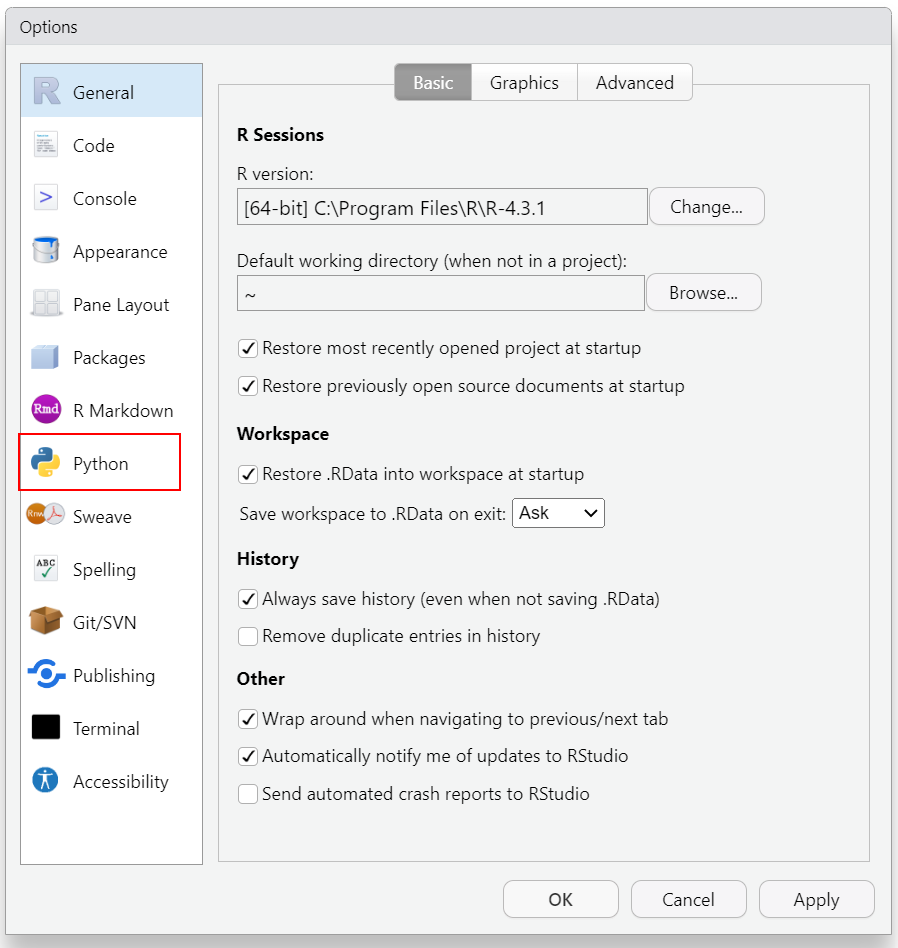 Options
General
Code
Console
Appearance
Pane Layout
Packages
Rmd R Markdown
Python
Rnw Sweave
ABC Spelling
Git/SVN
Publishing
Terminal
Accessibility
Basic Graphics Advanced
R Sessions
R version:
[64-bit] C:\Program Files\R\R-4.3.1 Change...
Default working directory (when not in a project):
~ Browse...
Restore most recently opened project at startup
Restore previously open source documents at startup
Workspace
Restore .RData into workspace at startup
Save workspace to .RData on exit: Ask
History
Always save history (even when not saving .RData)
Remove duplicate entries in history
Other
Wrap around when navigating to previous/next tab
Automatically notify me of updates to RStudio
Send automated crash reports to RStudio
OK Cancel Apply